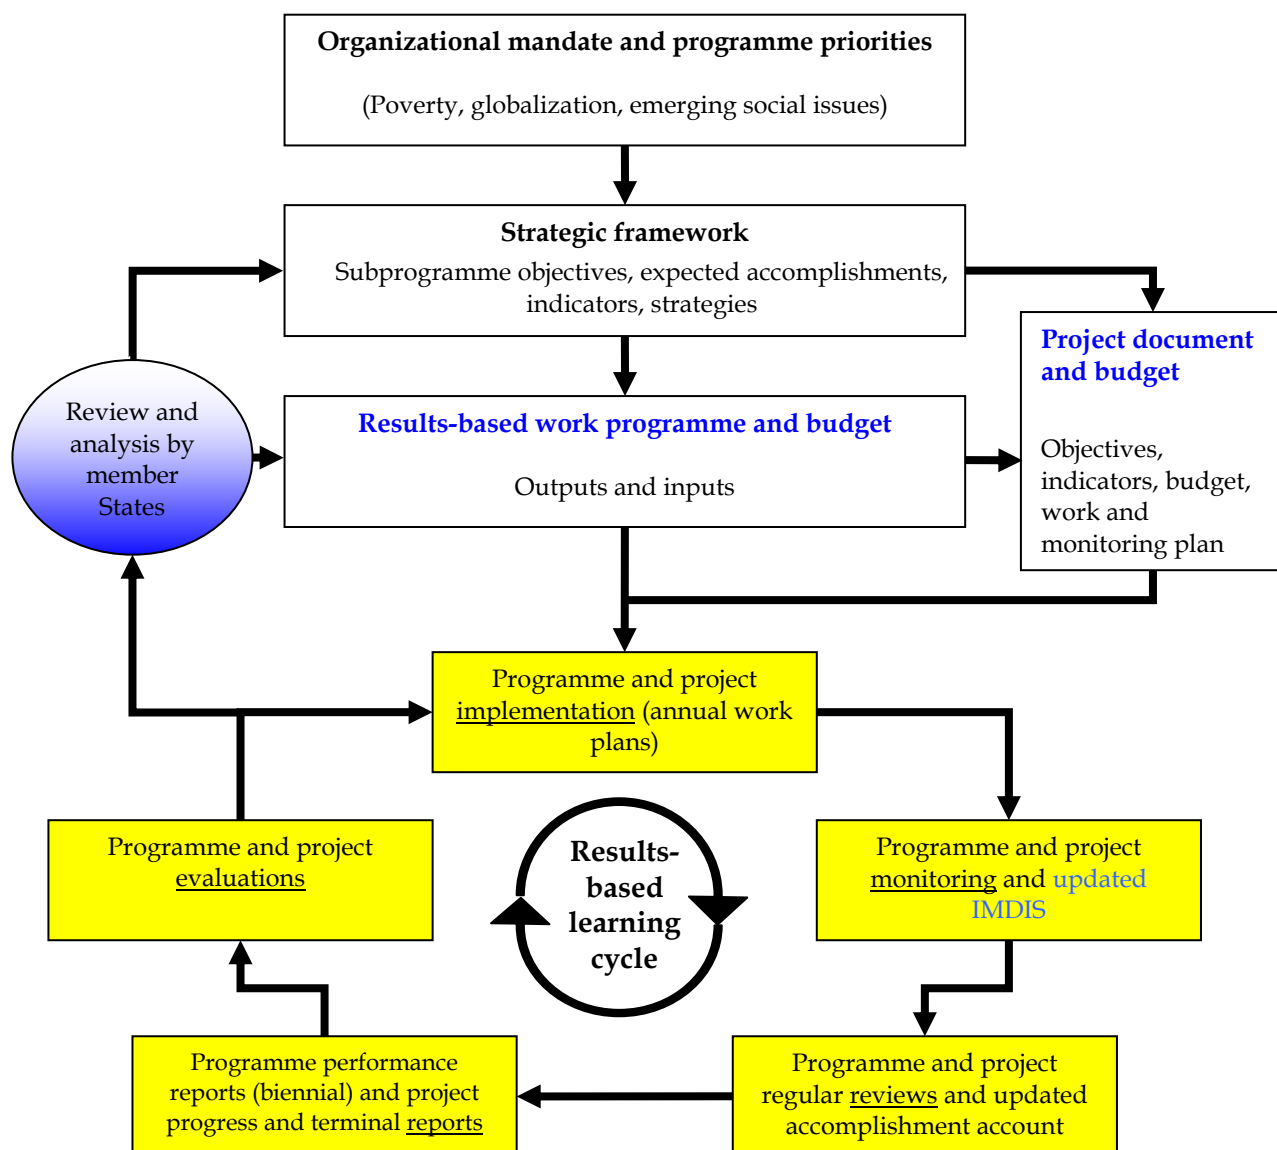 Organizational mandate and programme priorities
(Poverty, globalization, emerging social issues)
Strategic framework
Subprogramme objectives, expected accomplishments,
indicators, strategies
Project document
and budget
Objectives,
indicators, budget,
work and
monitoring plan
Review and
analysis by
member
States
Results-based work programme and budget
Outputs and inputs
Programme and project
implementation (annual work
plans)
Programme and project
evaluations
Results-
based
learning
cycle
Programme and project
monitoring and updated
IMDIS
Programme performance
reports (biennial) and project
progress and terminal reports
Programme and project
regular reviews and updated
accomplishment account